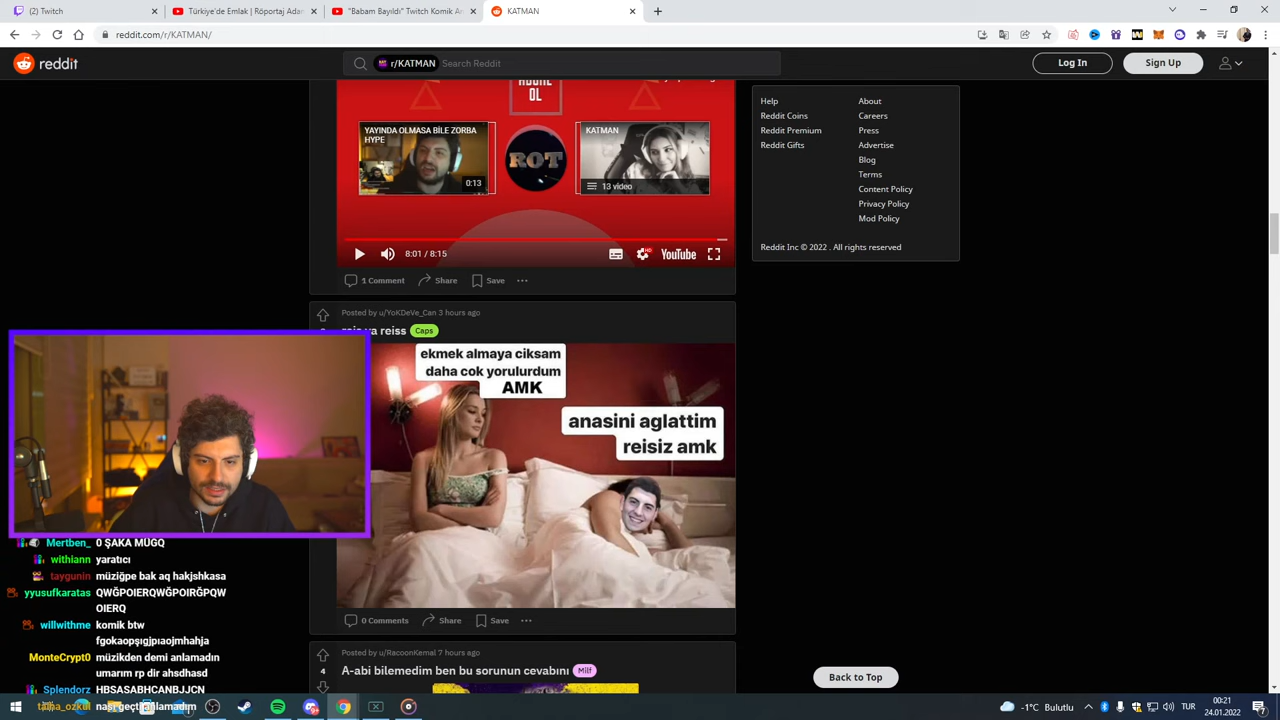 (2) Twitch
Türkiye'de Emlak | Röportaj Adam
"Babam Bayıldı" Komik An
KATMAN
reddit.com/r/KATMAN/
reddit
r/KATMAN
Search Reddit
Log In
Sign Up
OL
YAYINDA OLMASA BİLE ZORBA
HYPE
0:13
ROT
KATMAN
13 video
8:01 / 8:15
YouTube
1 Comment
Share
Save
Help
Reddit Coins
Reddit Premium
Reddit Gifts
About
Careers
Press
Advertise
Blog
Terms
Content Policy
Privacy Policy
Mod Policy
Reddit Inc © 2022 . All rights reserved
Posted by u/YoKDeVe_Can 3 hours ago
reiss
Caps
ekmek almaya ciksam
daha cok yorulurdum
AMK
anasini aglattim
reisiz amk
0 Comments
Share
Save
Posted by u/RacoonKemal 7 hours ago
4
A-abi bilemedim ben bu sorunun cevabını
Milf
Back to Top
Mertben_ 0 ŞAKA MÜGQ
withiann yaratıcı
taygunin müziğpe bak aq hakjshkasa
yyusufkaratas QWĞPOIERQWĞPOIRĞPQW
OIERQ
willwithme komik btw
fgokaopşıgjpıaojmhahja
MonteCrypt0 müzikden demi anlamadın
umarım rp dir ahsdhasd
Splendorz HBSASABHCANBJJCN
-1°C Bulutlu
TUR
00:21
24.01.2022